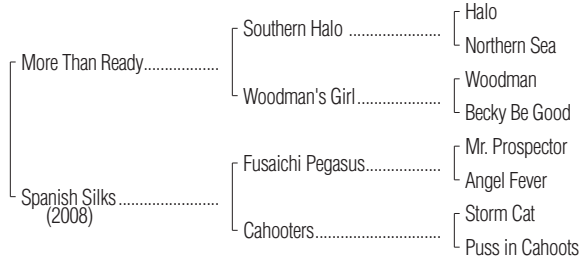 Halo
Southern Halo ....................
Northern Sea
More Than Ready................
Woodman
Woodman's Girl..................
Becky Be Good
Mr. Prospector
Fusaichi Pegasus................
Angel Fever
Spanish Silks.....................
(2008)
Storm Cat
Cahooters...........................
Puss in Cahoots